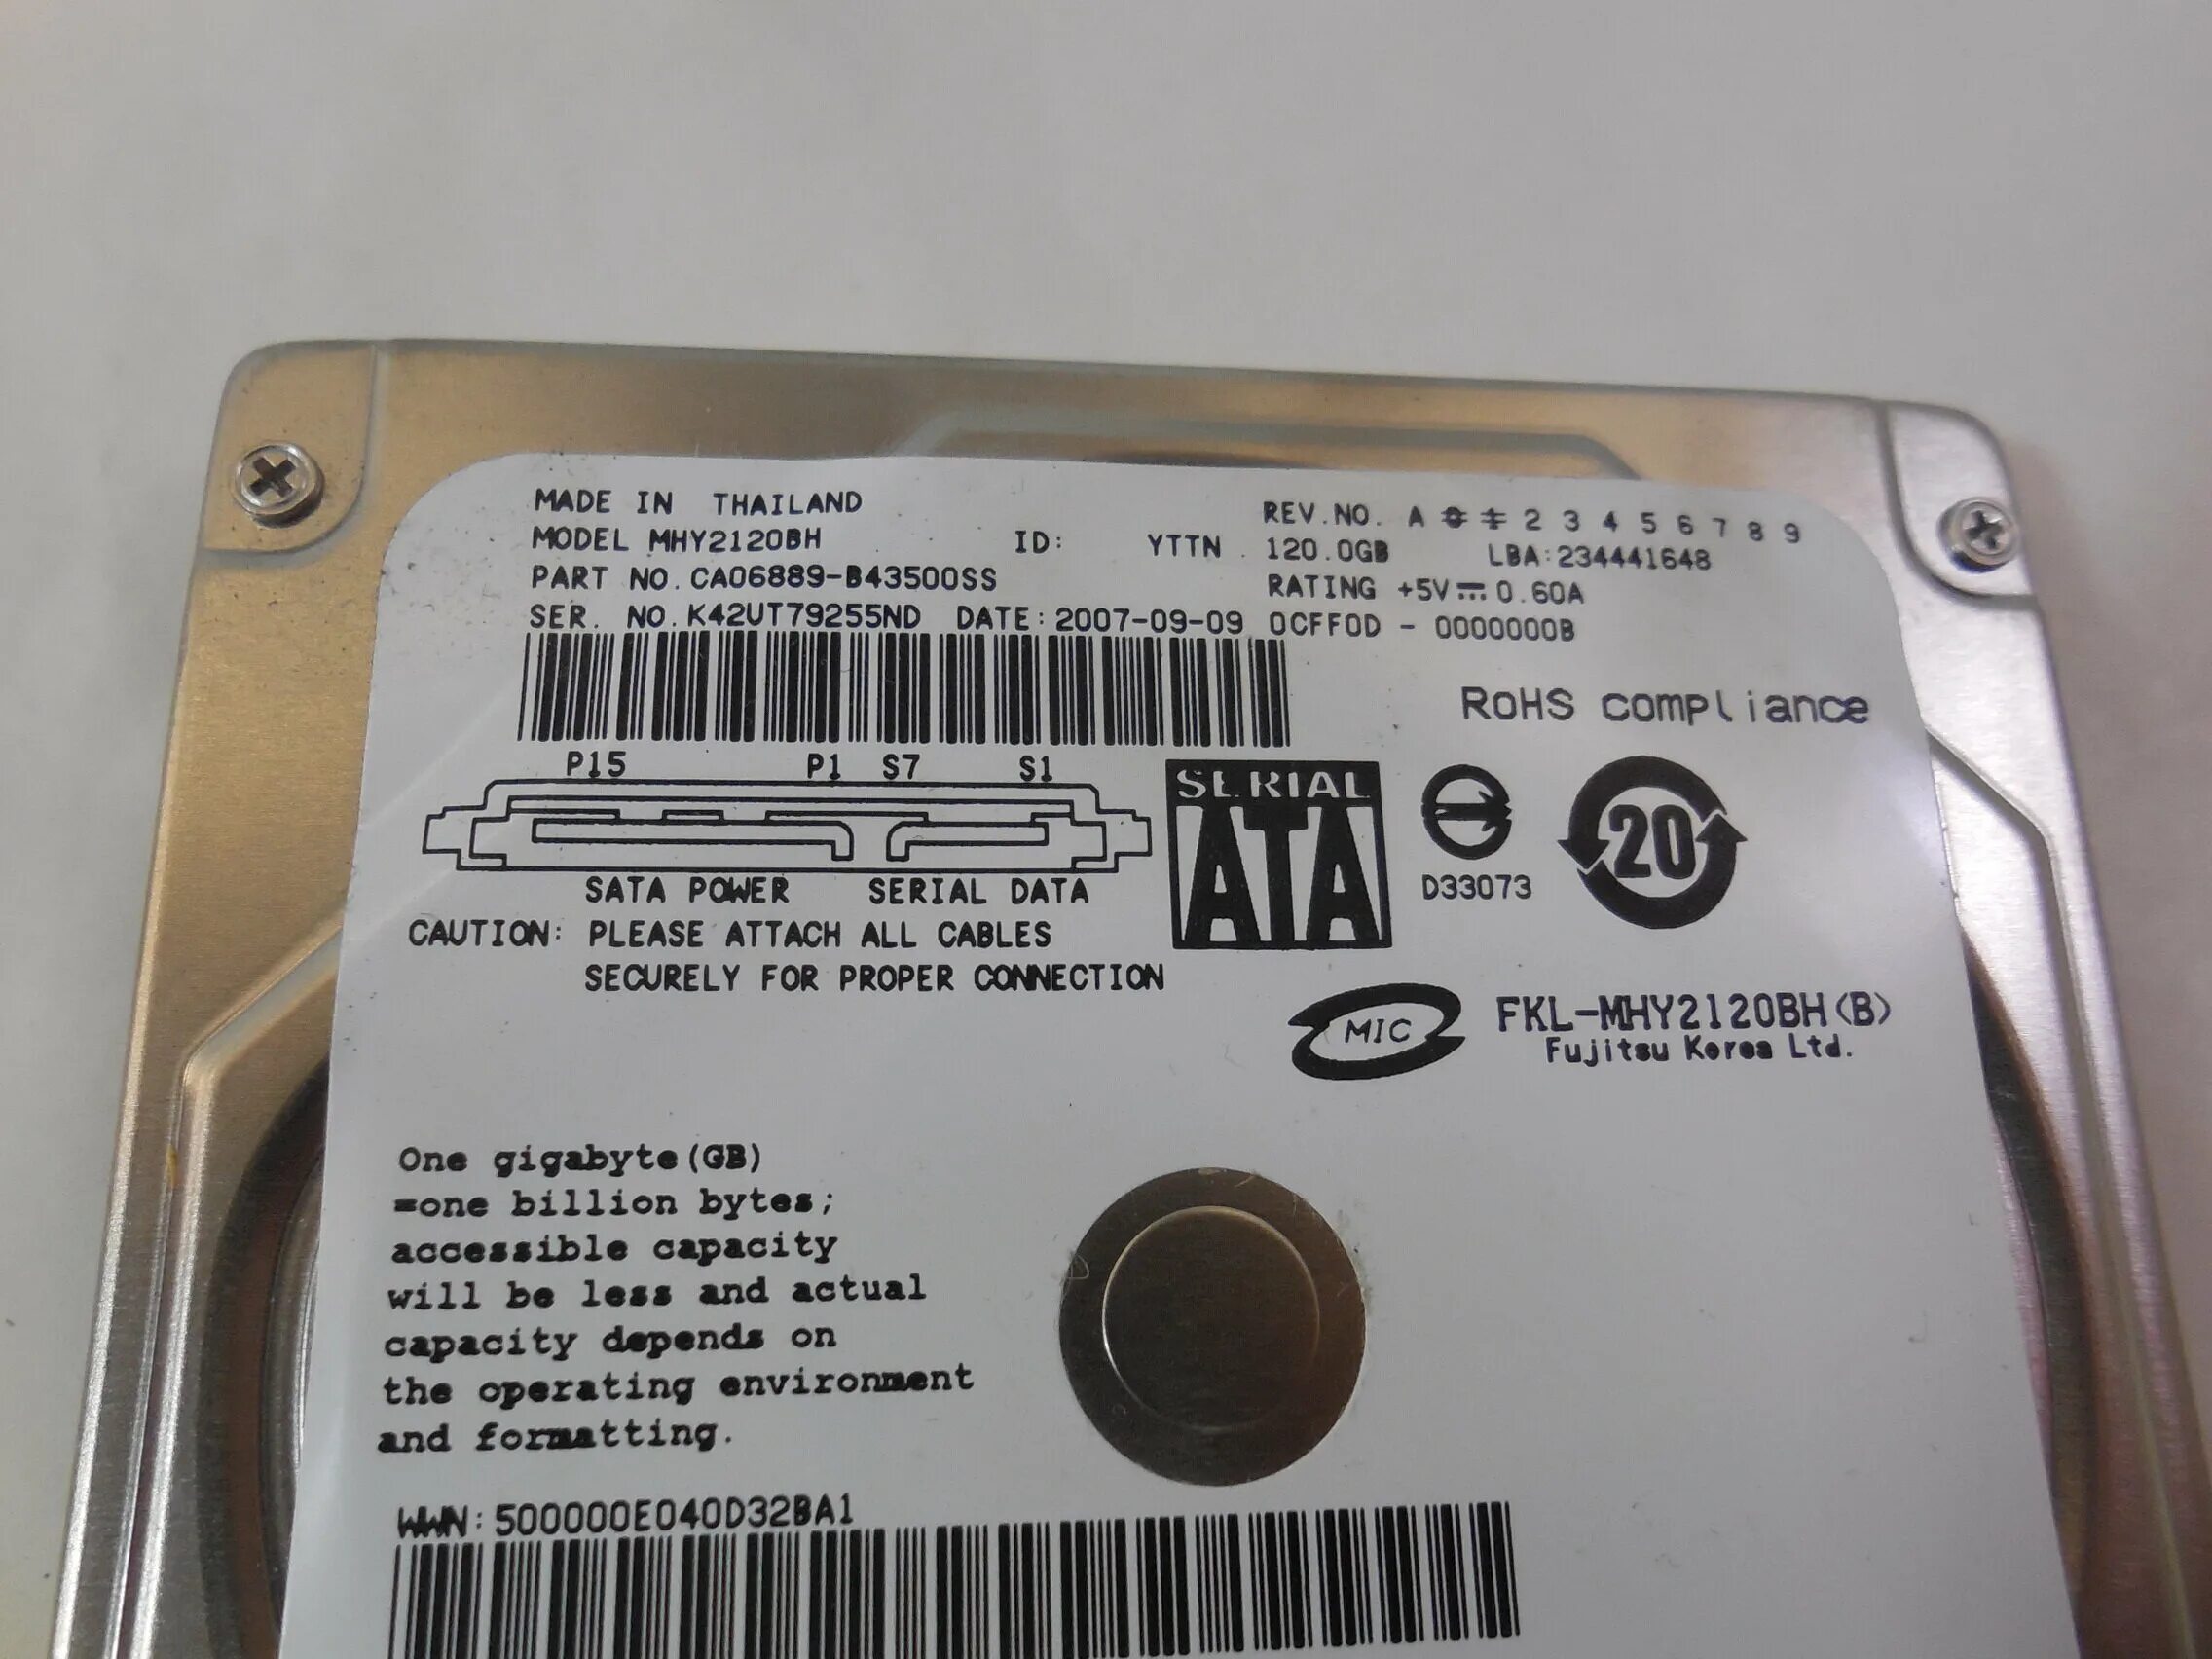 MADE IN THAILAND
REV.NO. A 0 1 2 3 4 5 6 7 8 9
MODEL MHY2120BH ID: YTTN 120.0GB LBA:234441648
PART NO.CA06889-B43500SS RATING +5V⎓0.60A
SER. NO.K42UT79255ND DATE:2007-09-09 0CFF0D - 0000000B
RoHS compliance
P15 P1 S7 S1
SERIAL
ATA
20
D33073
SATA POWER SERIAL DATA
CAUTION: PLEASE ATTACH ALL CABLES
SECURELY FOR PROPER CONNECTION
MIC
FKL-MHY2120BH(B)
Fujitsu Korea Ltd.
One gigabyte(GB)
=one billion bytes;
accessible capacity
will be less and actual
capacity depends on
the operating environment
and formatting.
WWN:500000E040D32BA1